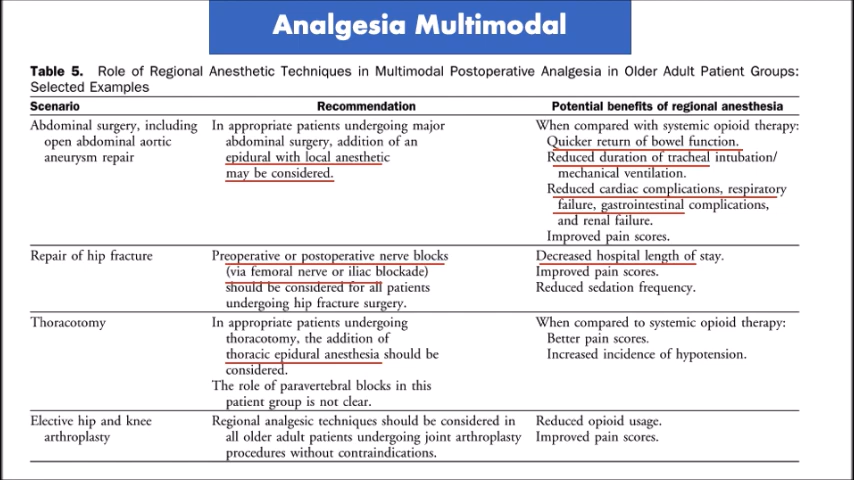 Analgesia Multimodal
Table 5. Role of Regional Anesthetic Techniques in Multimodal Postoperative Analgesia in Older Adult Patient Groups:
Selected Examples
Scenario Recommendation Potential benefits of regional anesthesia
Abdominal surgery, including
open abdominal aortic
aneurysm repair
In appropriate patients undergoing major
abdominal surgery, addition of an
epidural with local anesthetic
may be considered.
When compared with systemic opioid therapy:
Quicker return of bowel function.
Reduced duration of tracheal intubation/
mechanical ventilation.
Reduced cardiac complications, respiratory
failure, gastrointestinal complications,
and renal failure.
Improved pain scores.
Repair of hip fracture
Preoperative or postoperative nerve blocks
(via femoral nerve or iliac blockade)
should be considered for all patients
undergoing hip fracture surgery.
Decreased hospital length of stay.
Improved pain scores.
Reduced sedation frequency.
Thoracotomy
In appropriate patients undergoing
thoracotomy, the addition of
thoracic epidural anesthesia should be
considered.
The role of paravertebral blocks in this
patient group is not clear.
When compared to systemic opioid therapy:
Better pain scores.
Increased incidence of hypotension.
Elective hip and knee
arthroplasty
Regional analgesic techniques should be considered in
all older adult patients undergoing joint arthroplasty
procedures without contraindications.
Reduced opioid usage.
Improved pain scores.